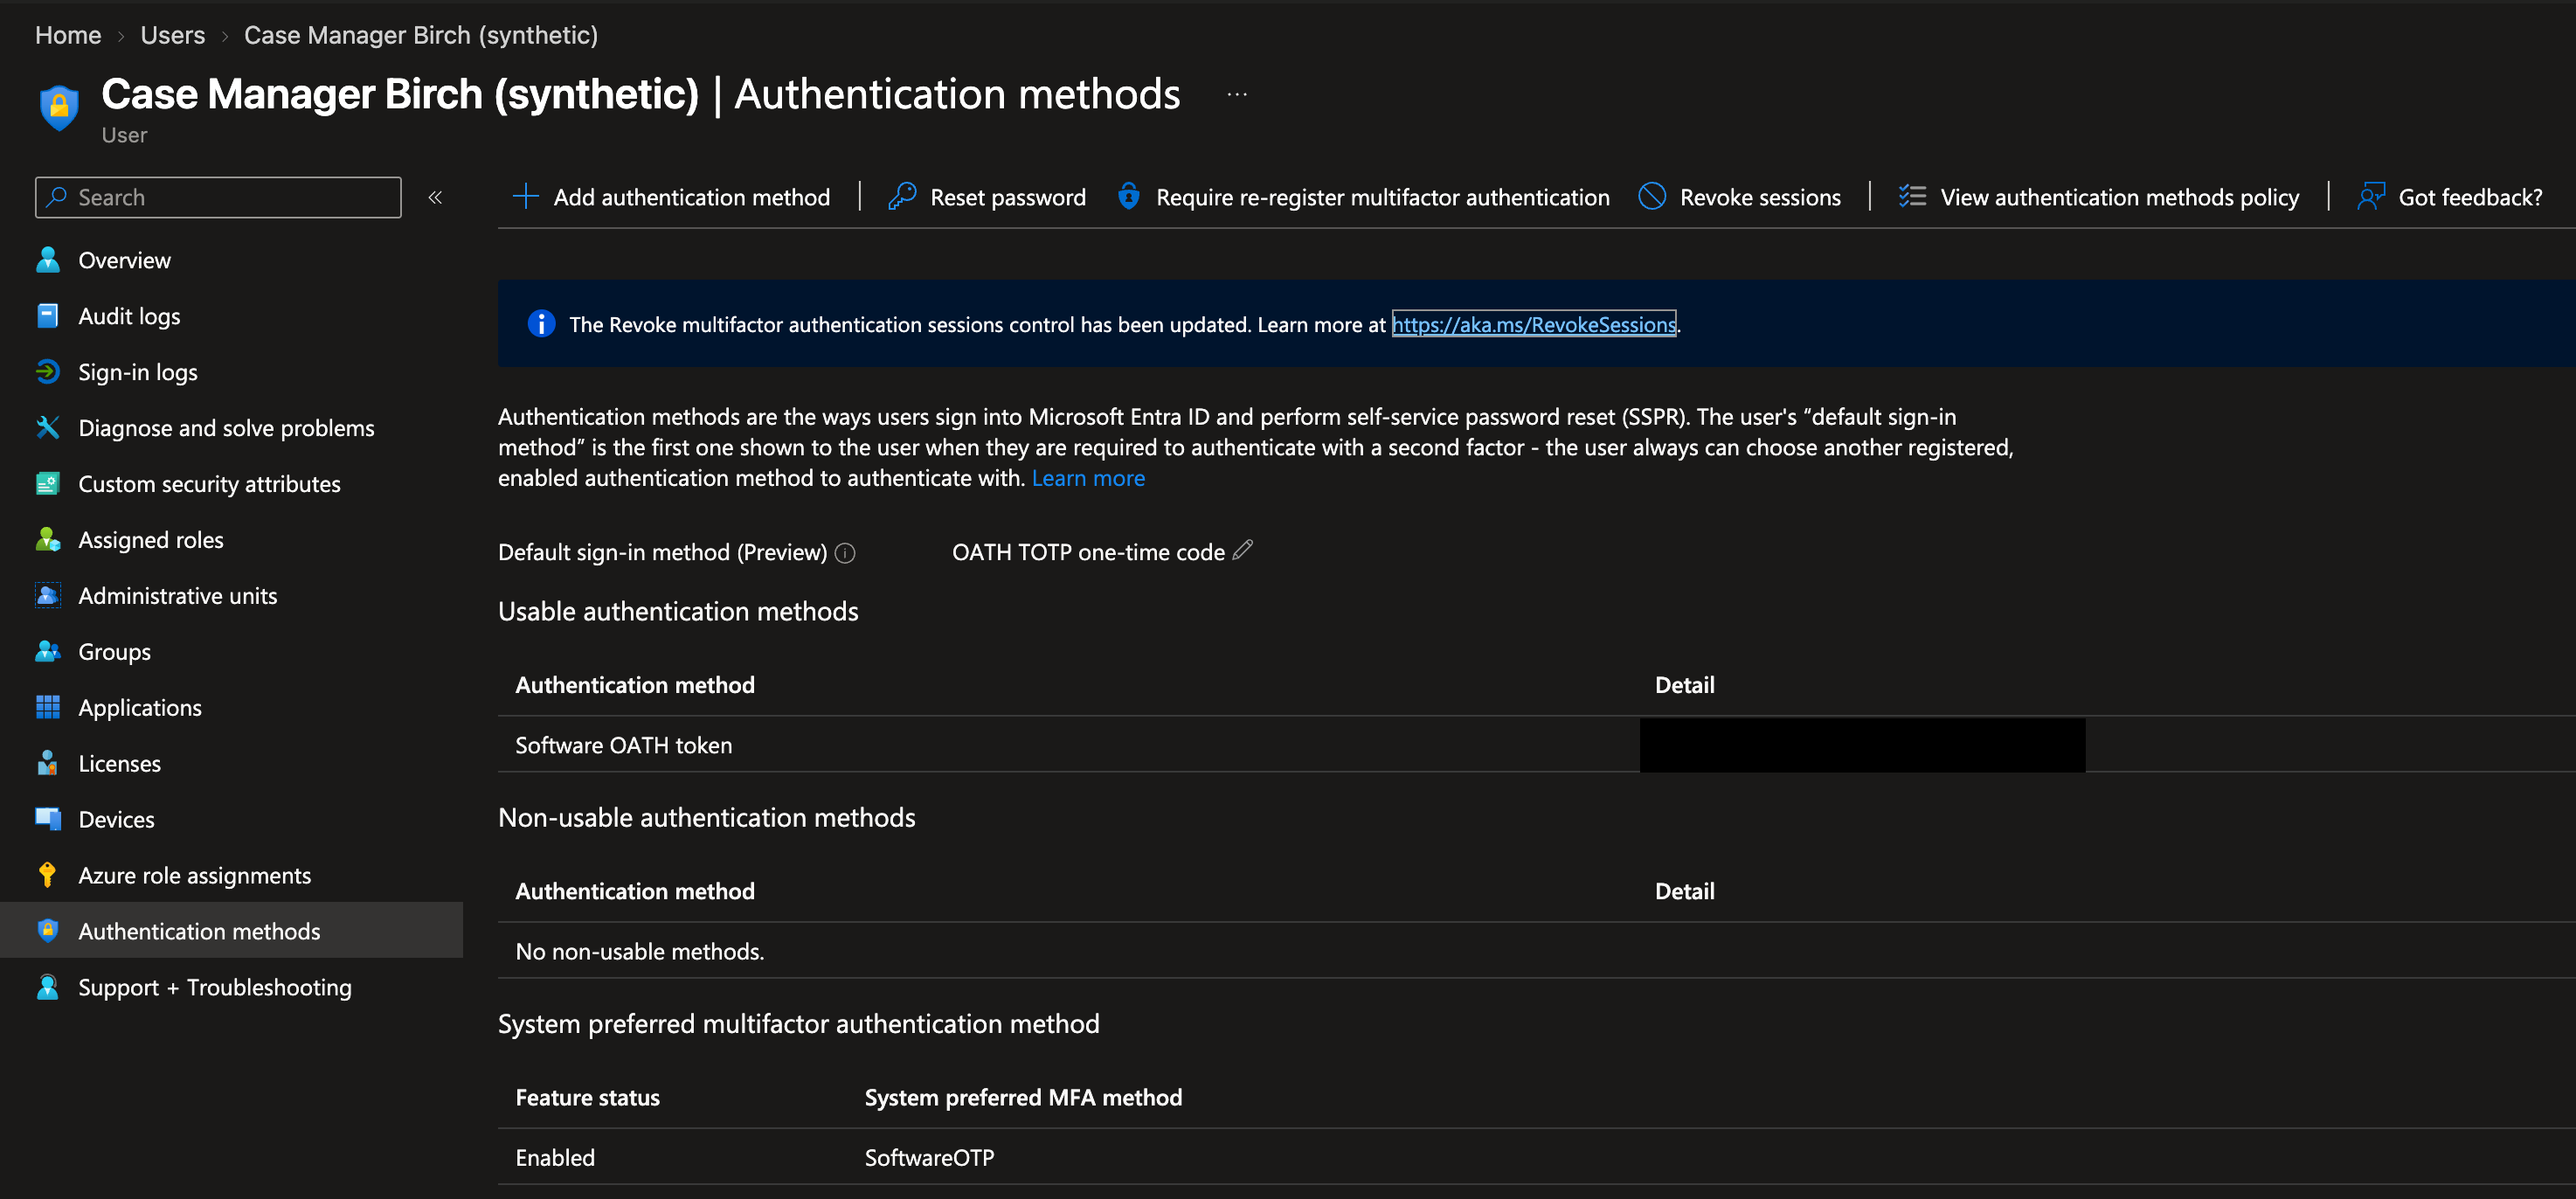 Home > Users > Case Manager Birch (synthetic)
Case Manager Birch (synthetic) | Authentication methods ...
User
Search «
Add authentication method | Reset password Require re-register multifactor authentication Revoke sessions | View authentication methods policy | Got feedback?
Overview
Audit logs
Sign-in logs
Diagnose and solve problems
Custom security attributes
Assigned roles
Administrative units
Groups
Applications
Licenses
Devices
Azure role assignments
Authentication methods
Support + Troubleshooting
The Revoke multifactor authentication sessions control has been updated. Learn more at https://aka.ms/RevokeSessions.
Authentication methods are the ways users sign into Microsoft Entra ID and perform self-service password reset (SSPR). The user's “default sign-in
method” is the first one shown to the user when they are required to authenticate with a second factor - the user always can choose another registered,
enabled authentication method to authenticate with. Learn more
Default sign-in method (Preview) OATH TOTP one-time code
Usable authentication methods
Authentication method Detail
Software OATH token
Non-usable authentication methods
Authentication method Detail
No non-usable methods.
System preferred multifactor authentication method
Feature status System preferred MFA method
Enabled SoftwareOTP